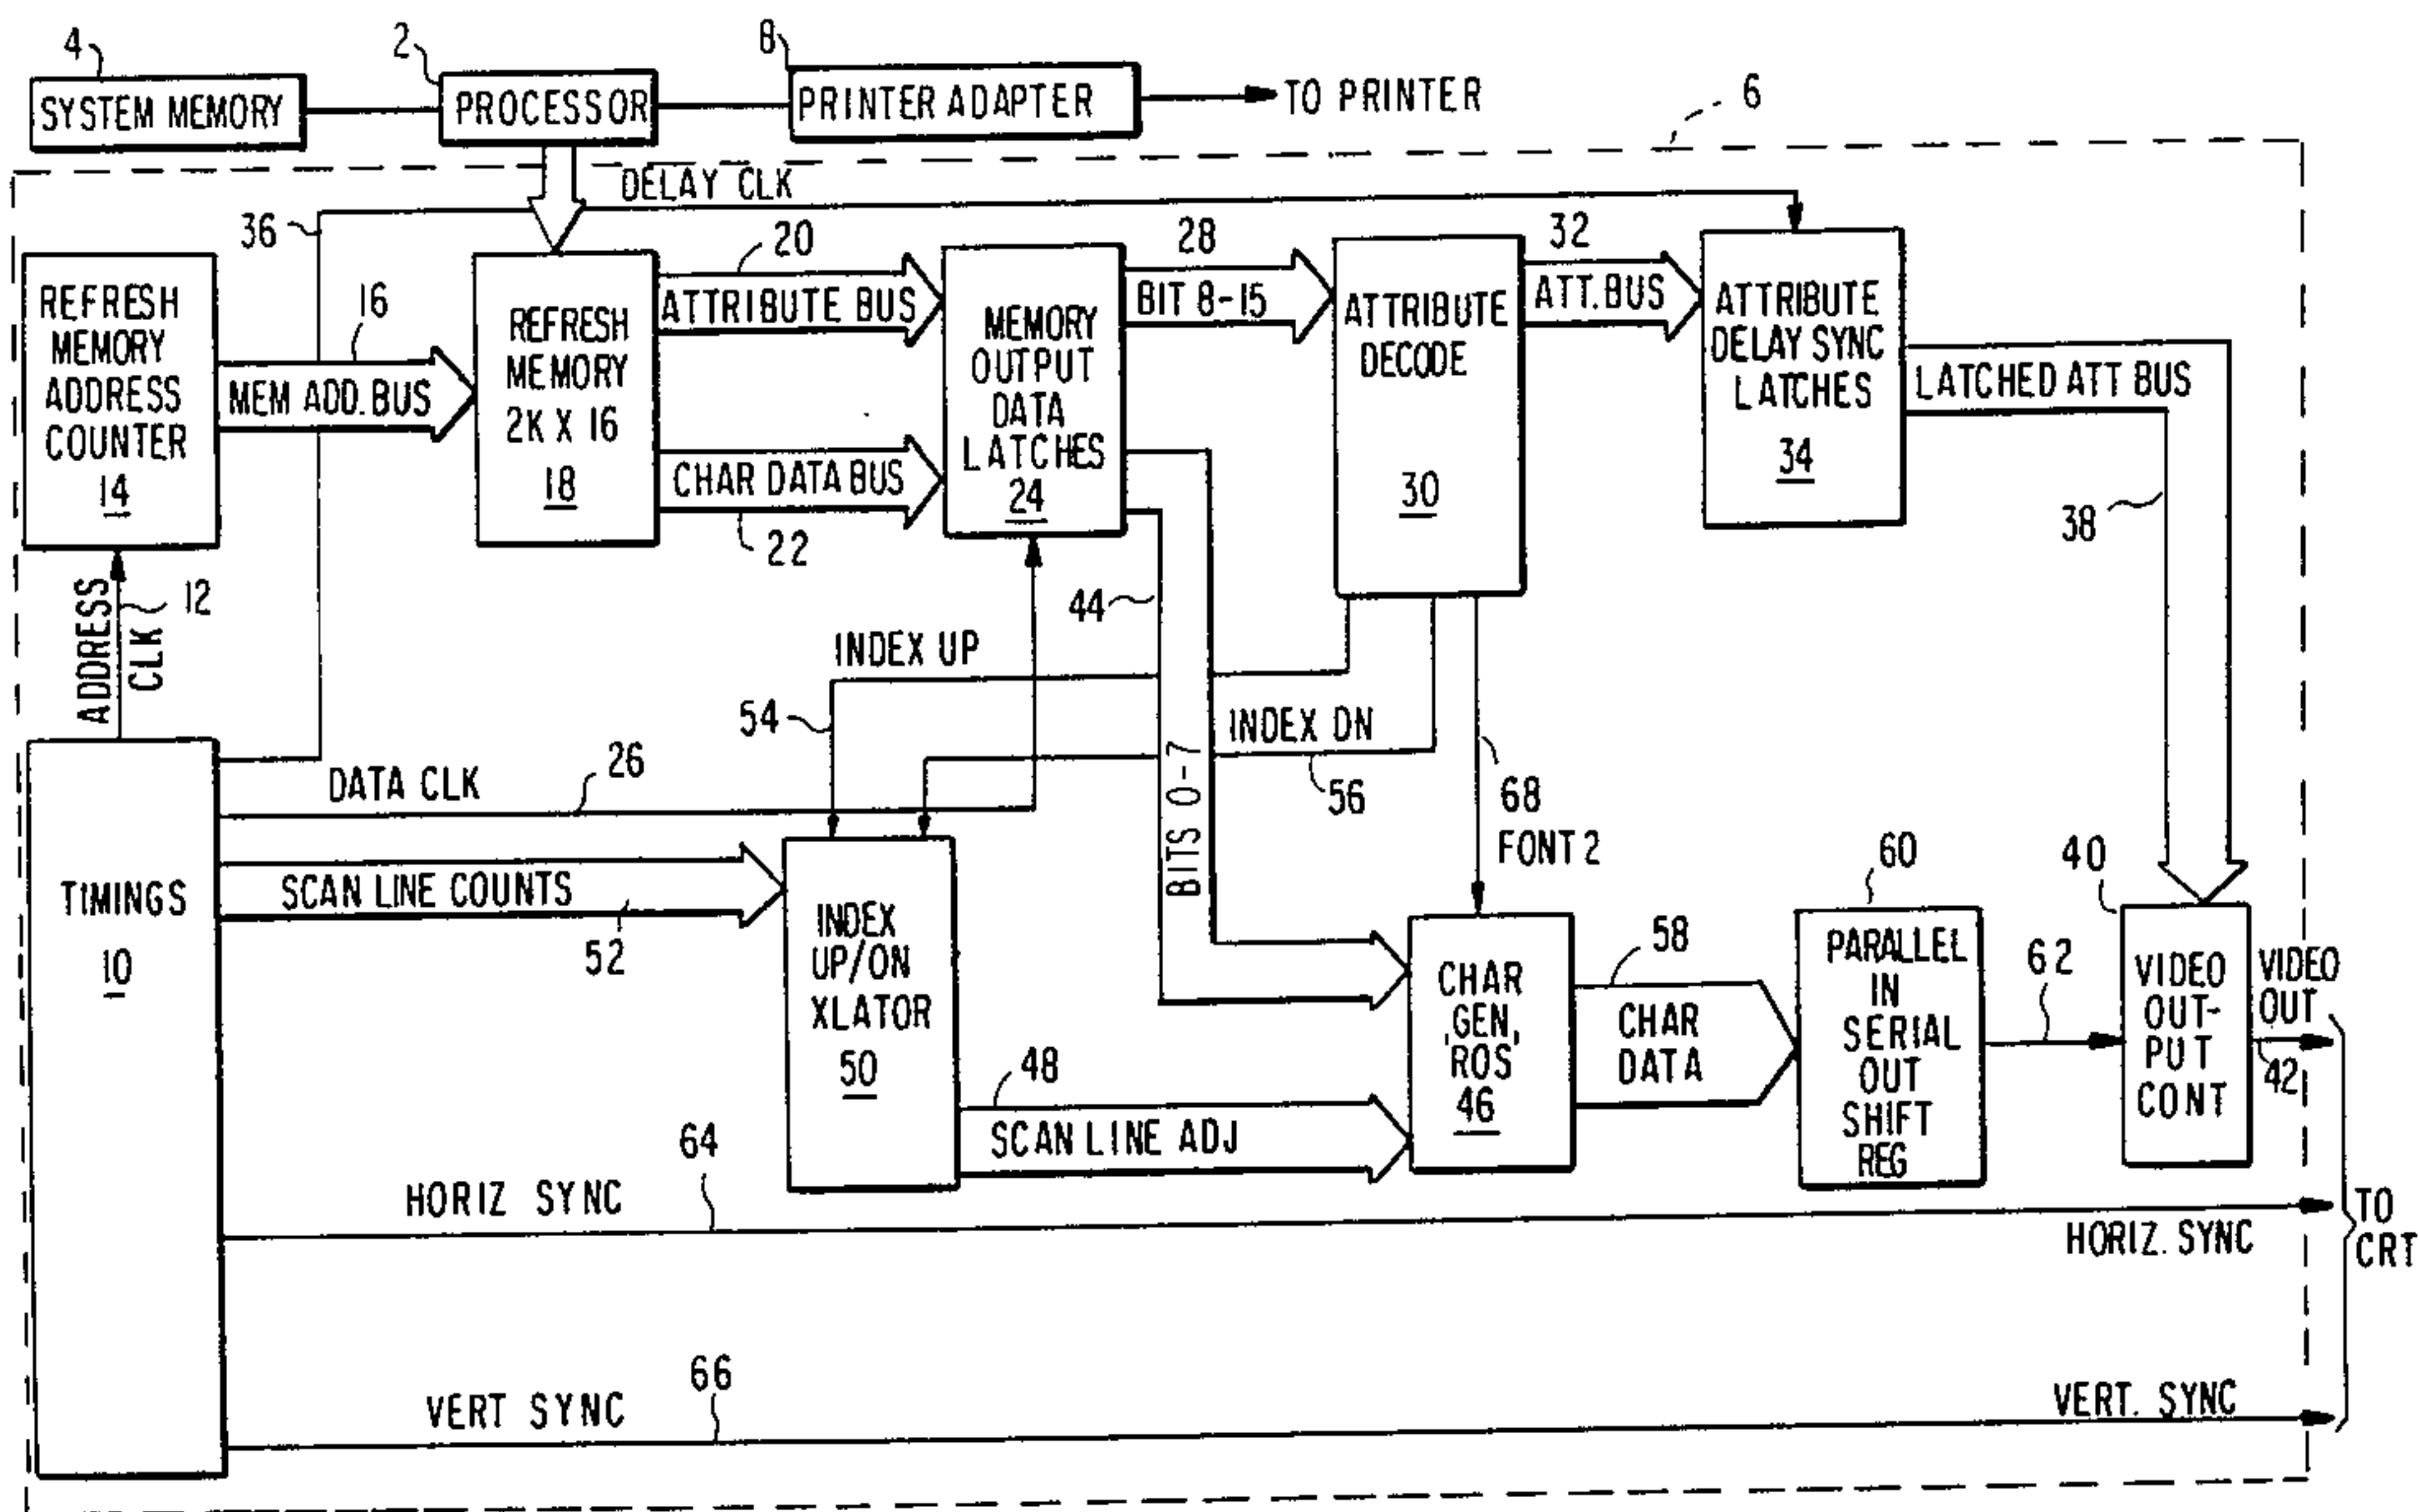 4
2
8
SYSTEM MEMORY
PROCESSOR
PRINTER ADAPTER
TO PRINTER
6
DELAY CLK
36
REFRESH
MEMORY
ADDRESS
COUNTER
14
16
MEM ADD. BUS
REFRESH
MEMORY
2K X 16
18
20
ATTRIBUTE BUS
CHAR DATA BUS
22
MEMORY
OUTPUT
DATA
LATCHES
24
28
BIT 8-15
ATTRIBUTE
DECODE
30
32
ATT. BUS
ATTRIBUTE
DELAY SYNC
LATCHES
34
LATCHED ATT BUS
38
ADDRESS
CLK
12
44
INDEX UP
54
INDEX DN
56
BITS 0-7
68
FONT 2
TIMINGS
10
DATA CLK
26
SCAN LINE COUNTS
52
INDEX
UP/ON
XLATOR
50
48
SCAN LINE ADJ
CHAR
GEN,
ROS
46
58
CHAR
DATA
60
PARALLEL
IN
SERIAL
OUT
SHIFT
REG
62
40
VIDEO
OUT-
PUT
CONT
VIDEO
OUT
42
HORIZ SYNC
64
HORIZ. SYNC
TO
CRT
VERT SYNC
66
VERT. SYNC